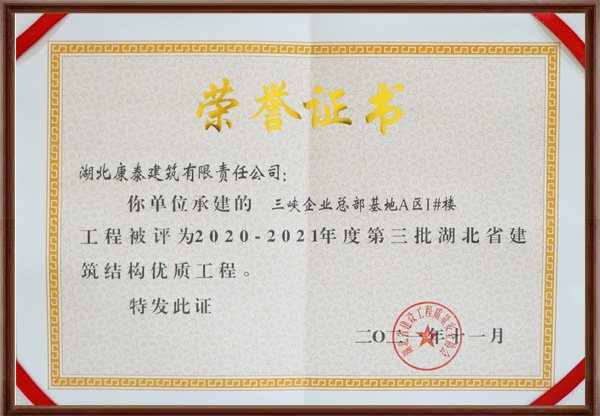 荣誉证书
湖北康泰建筑有限责任公司:
你单位承建的 三峡企业总部基地A区1#楼
工程被评为2020-2021年度第三批湖北省建
筑结构优质工程。
特发此证
二〇二一年十一月